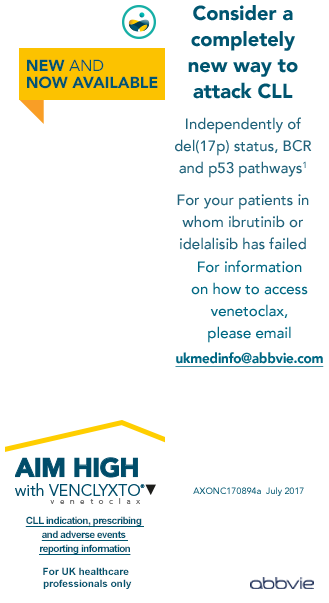 NEW AND
NOW AVAILABLE
Consider a
completely
new way to
attack CLL
Independently of
del(17p) status, BCR
and p53 pathways¹
For your patients in
whom ibrutinib or
idelalisib has failed
For information
on how to access
venetoclax,
please email
ukmedinfo@abbvie.com
AIM HIGH
with VENCLYXTO®▼
venetoclax
CLL indication, prescribing
and adverse events
reporting information
For UK healthcare
professionals only
AXONC170894a July 2017
abbvie